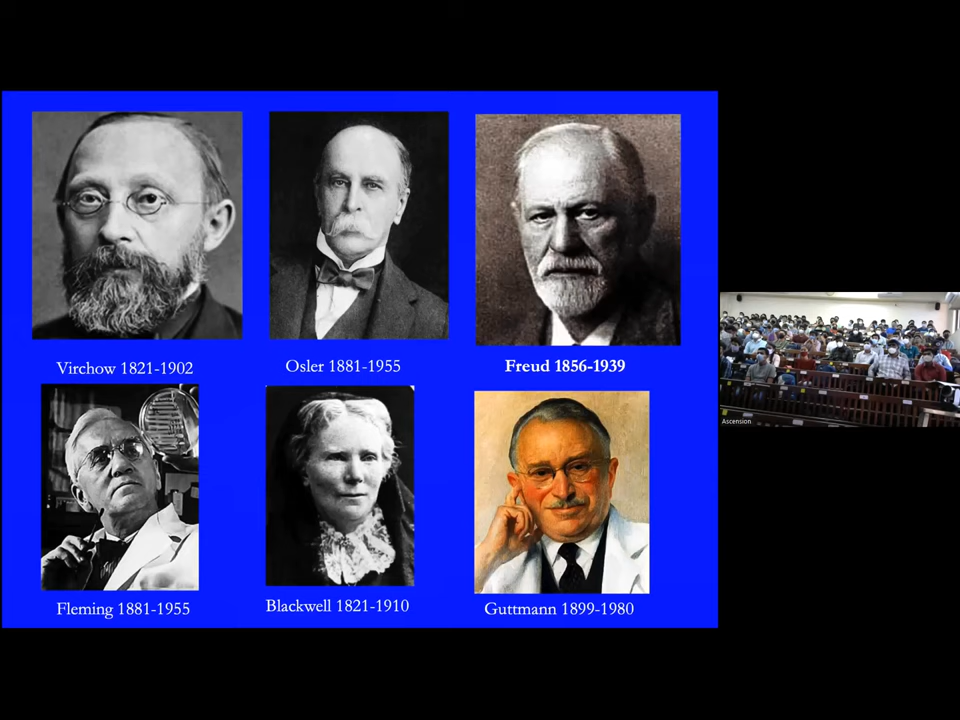 Virchow 1821-1902
Osler 1881-1955
Freud 1856-1939
Fleming 1881-1955
Blackwell 1821-1910
Guttmann 1899-1980
Ascension